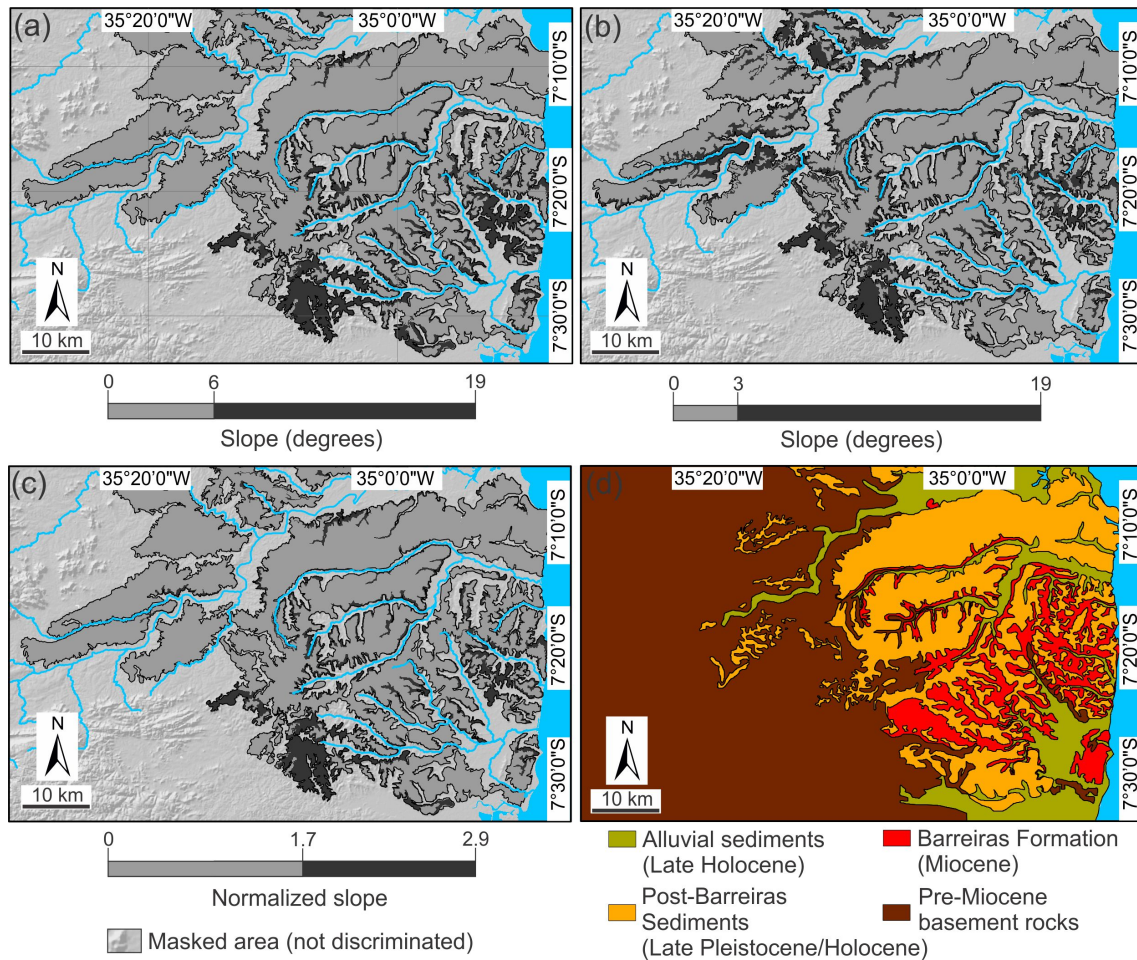 (a)
35°20'0"W
35°0'0"W
7°10'0"S
7°20'0"S
7°30'0"S
N
10 km
0
6
19
Slope (degrees)
(b)
35°20'0"W
35°0'0"W
7°10'0"S
7°20'0"S
7°30'0"S
N
10 km
0
3
19
Slope (degrees)
(c)
35°20'0"W
35°0'0"W
7°10'0"S
7°20'0"S
7°30'0"S
N
10 km
0
1.7
2.9
Normalized slope
Masked area (not discriminated)
(d)
35°20'0"W
35°0'0"W
7°10'0"S
7°20'0"S
7°30'0"S
N
10 km
Alluvial sediments
(Late Holocene)
Post-Barreiras
Sediments
(Late Pleistocene/Holocene)
Barreiras Formation
(Miocene)
Pre-Miocene
basement rocks